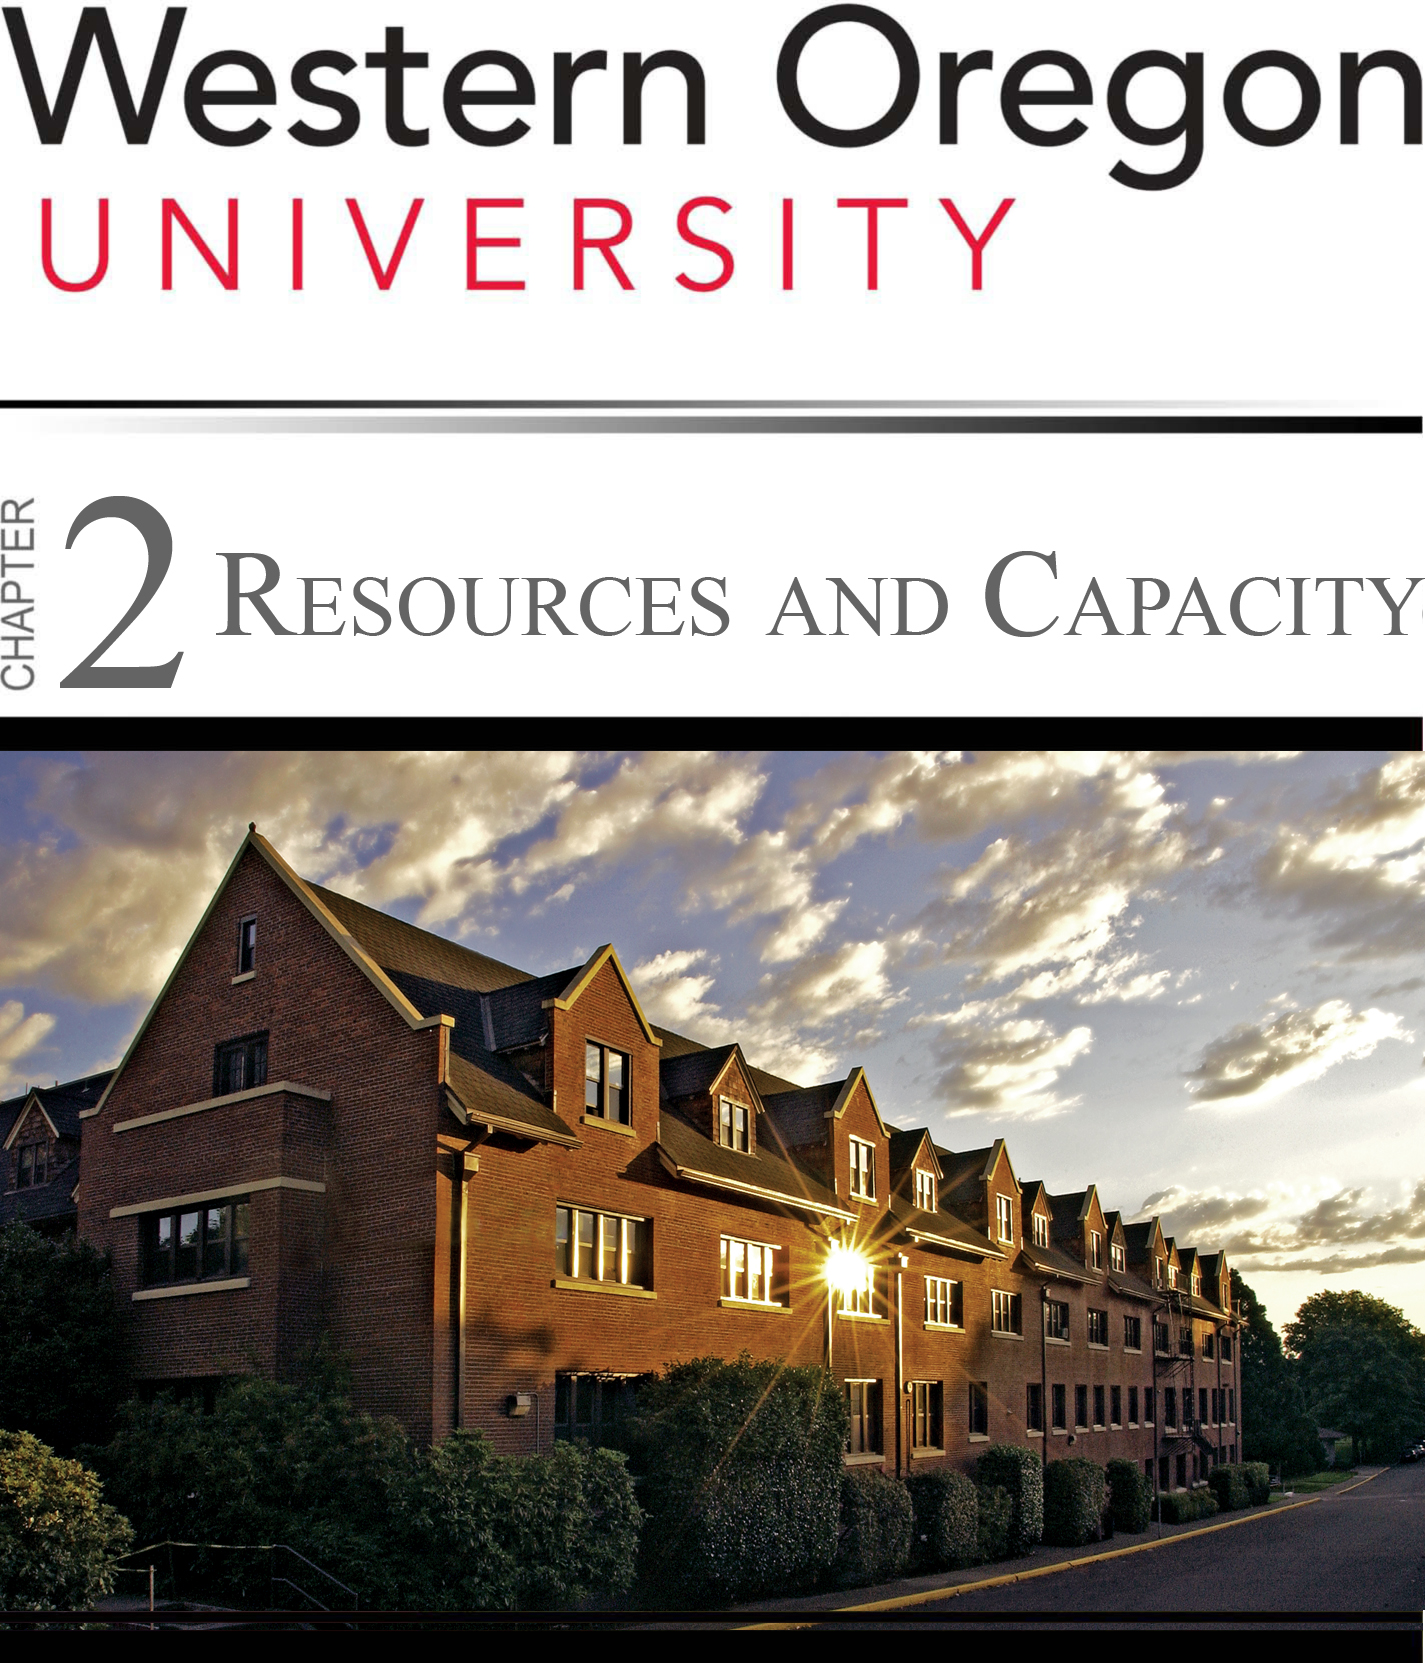 Western Oregon
UNIVERSITY
CHAPTER
2 RESOURCES AND CAPACITY